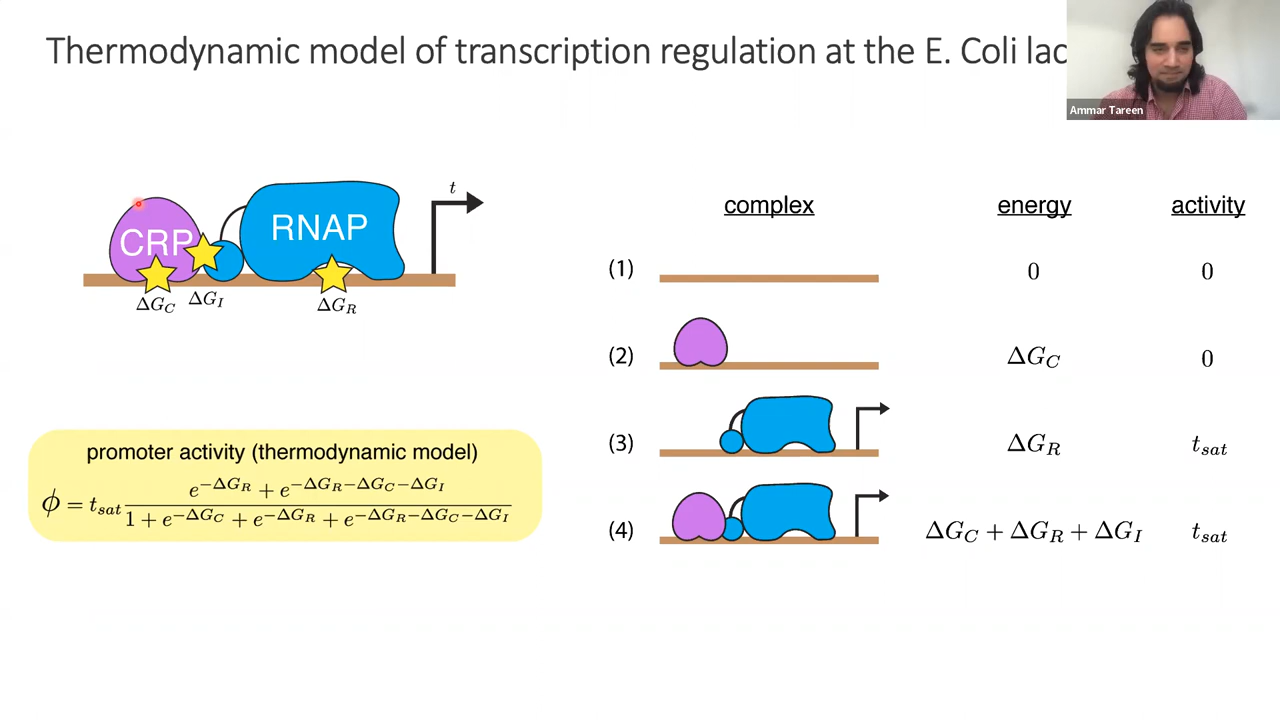 Thermodynamic model of transcription regulation at the E. Coli lac
Ammar Tareen
t
CRP
RNAP
ΔG_C ΔG_I ΔG_R
complex energy activity
(1) 0 0
(2) ΔG_C 0
(3) ΔG_R t_sat
(4) ΔG_C + ΔG_R + ΔG_I t_sat
promoter activity (thermodynamic model)
ϕ = t_sat \frac{e^{-ΔG_R} + e^{-ΔG_R-ΔG_C-ΔG_I}}{1 + e^{-ΔG_C} + e^{-ΔG_R} + e^{-ΔG_R-ΔG_C-ΔG_I}}